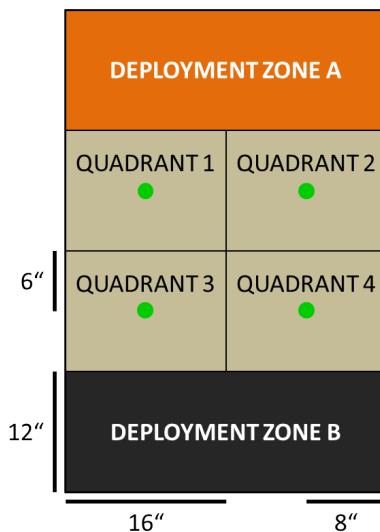 DEPLOYMENT ZONE A
QUADRANT 1
QUADRANT 2
6“
QUADRANT 3
QUADRANT 4
12“
DEPLOYMENT ZONE B
16“
8“